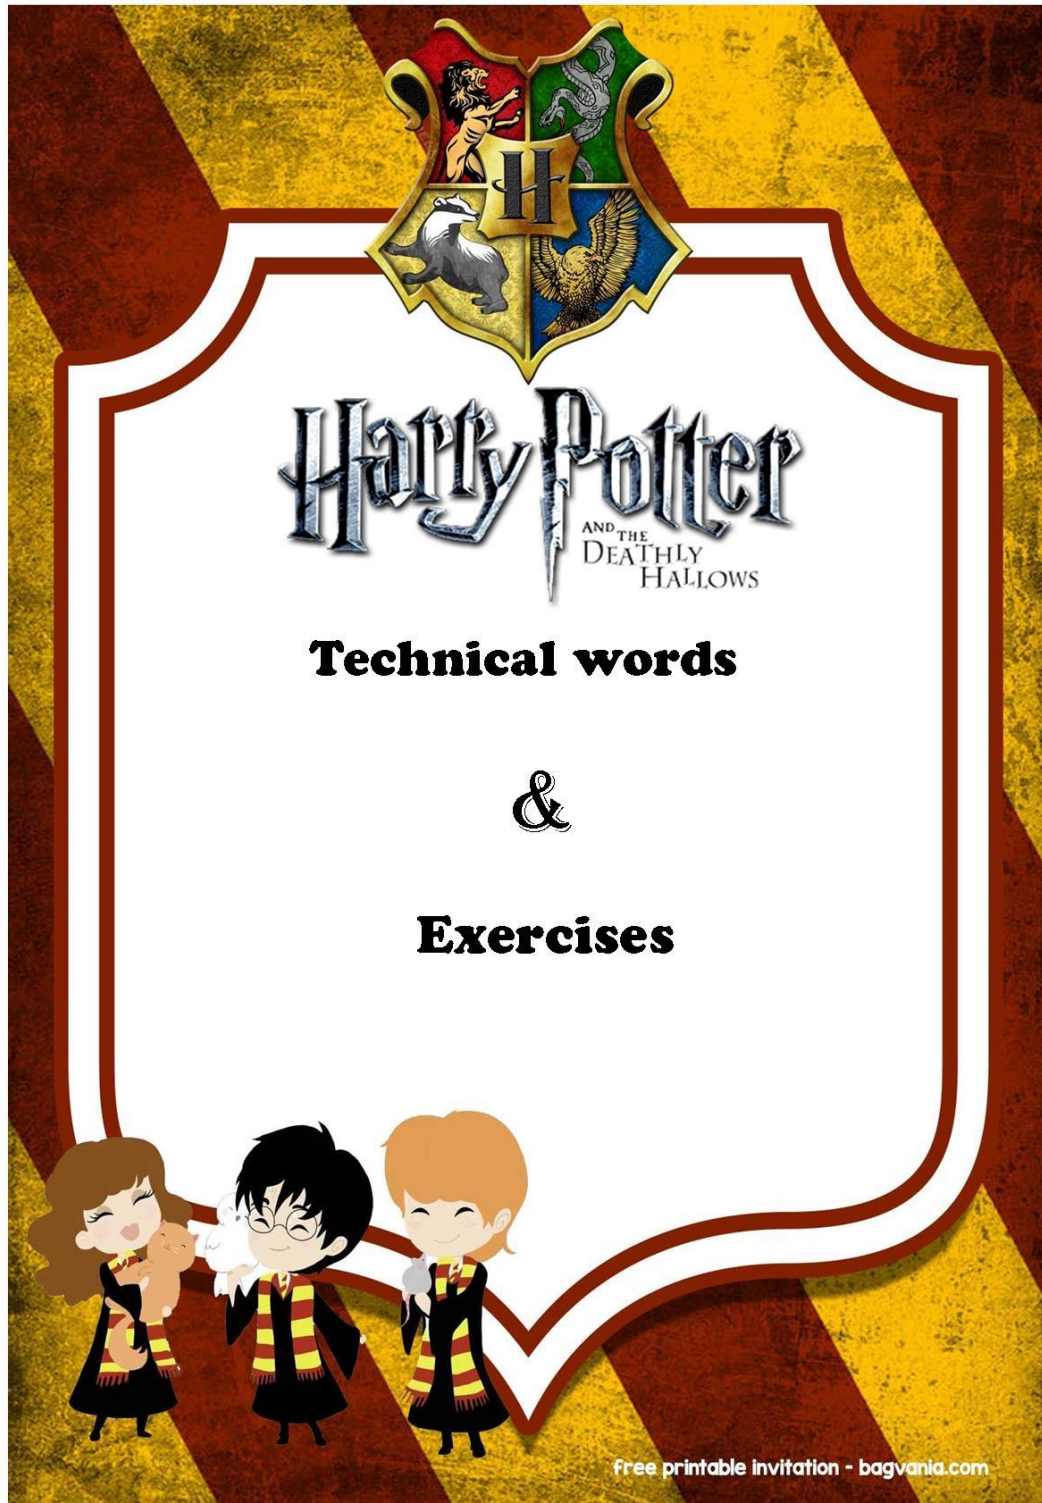 H
Harry Potter
AND THE
DEATHLY
HALLOWS
Technical words
&
Exercises
free printable invitation - bagvania.com